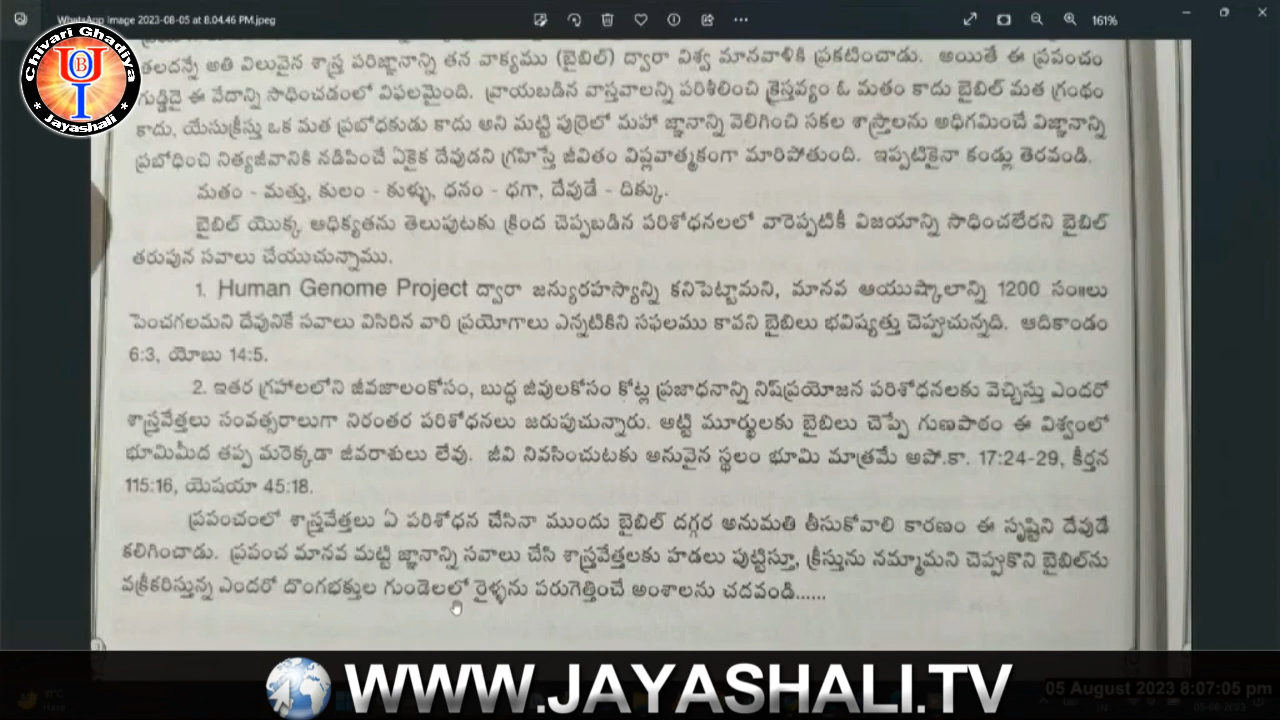 WhatsApp Image 2023-08-05 at 8.04.46 PM.jpeg
161%
Chivari Ghadiya
UOI
B
* Jayashali *
తలదన్నే అతి విలువైన శాస్త్ర పరిజ్ఞానాన్ని తన వాక్యము (బైబిల్) ద్వారా విశ్వ మానవాళికి ప్రకటించాడు. అయితే ఈ ప్రపంచం
గుడ్డిదై ఈ వేదాన్ని సాధించడంలో విఫలమైంది. వ్రాయబడిన వాస్తవాలన్ని పరిశీలించి క్రైస్తవ్యం ఓ మతం కాదు బైబిల్ మత గ్రంథం
కాదు, యేసుక్రీస్తు ఒక మత ప్రబోధకుడు కాదు అని మట్టి పుర్రెలో మహా జ్ఞానాన్ని వెలిగించి సకల శాస్త్రాలను అధిగమించే విజ్ఞానాన్ని
ప్రబోధించి నిత్యజీవానికి నడిపించే ఏకైక దేవుడని గ్రహిస్తే జీవితం విప్లవాత్మకంగా మారిపోతుంది. ఇప్పటికైనా కండ్లు తెరవండి.
మతం - మత్తు, కులం - కుళ్ళు, ధనం - ధగా, దేవుడే - దిక్కు.
బైబిల్ యొక్క ఆధిక్యతను తెలుపుటకు క్రింద చెప్పబడిన పరిశోధనలలో వారెప్పటికీ విజయాన్ని సాధించలేరని బైబిల్
తరుపున సవాలు చేయుచున్నాము.
1. Human Genome Project ద్వారా జన్యురహస్యాన్ని కనిపెట్టామని, మానవ ఆయుష్కాలాన్ని 1200 సం॥లు
పెంచగలమని దేవునికే సవాలు విసిరిన వారి ప్రయోగాలు ఎన్నటికిని సఫలము కావని బైబిలు భవిష్యత్తు చెప్పుచున్నది. ఆదికాండం
6:3, యోబు 14:5.
2. ఇతర గ్రహాలలోని జీవజాలంకోసం, బుద్ధ జీవులకోసం కోట్ల ప్రజాధనాన్ని నిష్‌ప్రయోజన పరిశోధనలకు వెచ్చిస్తు ఎందరో
శాస్త్రవేత్తలు సంవత్సరాలుగా నిరంతర పరిశోధనలు జరుపుచున్నారు. అట్టి మూర్ఖులకు బైబిలు చెప్పే గుణపాఠం ఈ విశ్వంలో
భూమిమీద తప్ప మరెక్కడా జీవరాశులు లేవు. జీవి నివసించుటకు అనువైన స్థలం భూమి మాత్రమే అపో.కా. 17:24-29, కీర్తన
115:16, యెషయా 45:18.
ప్రపంచంలో శాస్త్రవేత్తలు ఏ పరిశోధన చేసినా ముందు బైబిల్ దగ్గర అనుమతి తీసుకోవాలి కారణం ఈ సృష్టిని దేవుడే
కలిగించాడు. ప్రపంచ మానవ మట్టి జ్ఞానాన్ని సవాలు చేసి శాస్త్రవేత్తలకు హడలు పుట్టిస్తూ, క్రీస్తును నమ్మామని చెప్పుకొని బైబిల్‌ను
వక్రీకరిస్తున్న ఎందరో దొంగభక్తుల గుండెలల్లో రైళ్ళను పరుగెత్తించే అంశాలను చదవండి......
WWW.JAYASHALI.TV
05 August 2023 8:07:05 pm